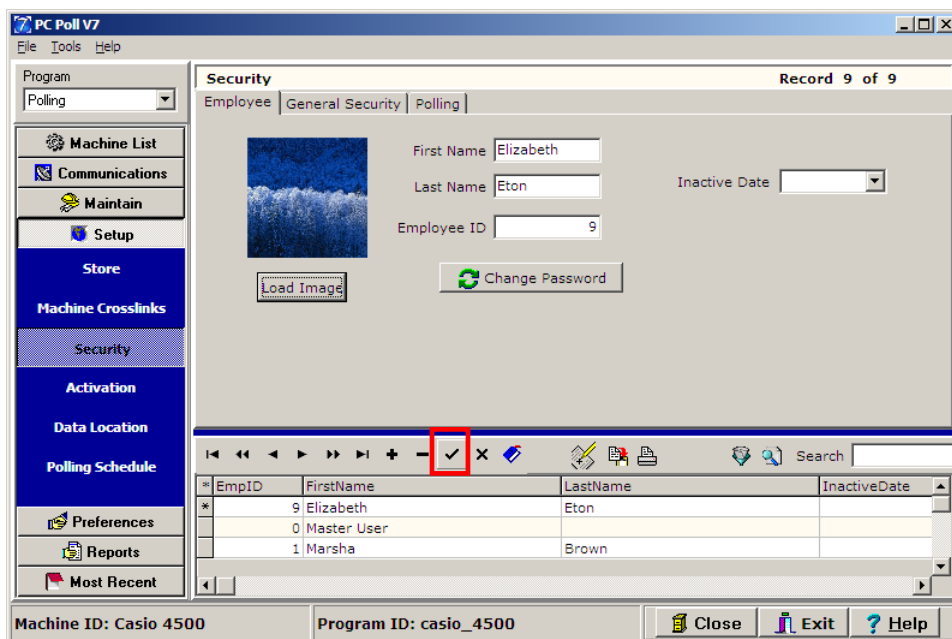 PC Poll V7
File Tools Help
Program
Polling
Machine List
Communications
Maintain
Setup
Store
Machine Crosslinks
Security
Activation
Data Location
Polling Schedule
Preferences
Reports
Most Recent
Security Record 9 of 9
Employee General Security Polling
First Name Elizabeth
Last Name Eton
Inactive Date
Employee ID 9
Load Image
Change Password
Search
* EmpID FirstName LastName InactiveDate
* 9 Elizabeth Eton
0 Master User
1 Marsha Brown
Machine ID: Casio 4500 Program ID: casio_4500 Close Exit ? Help